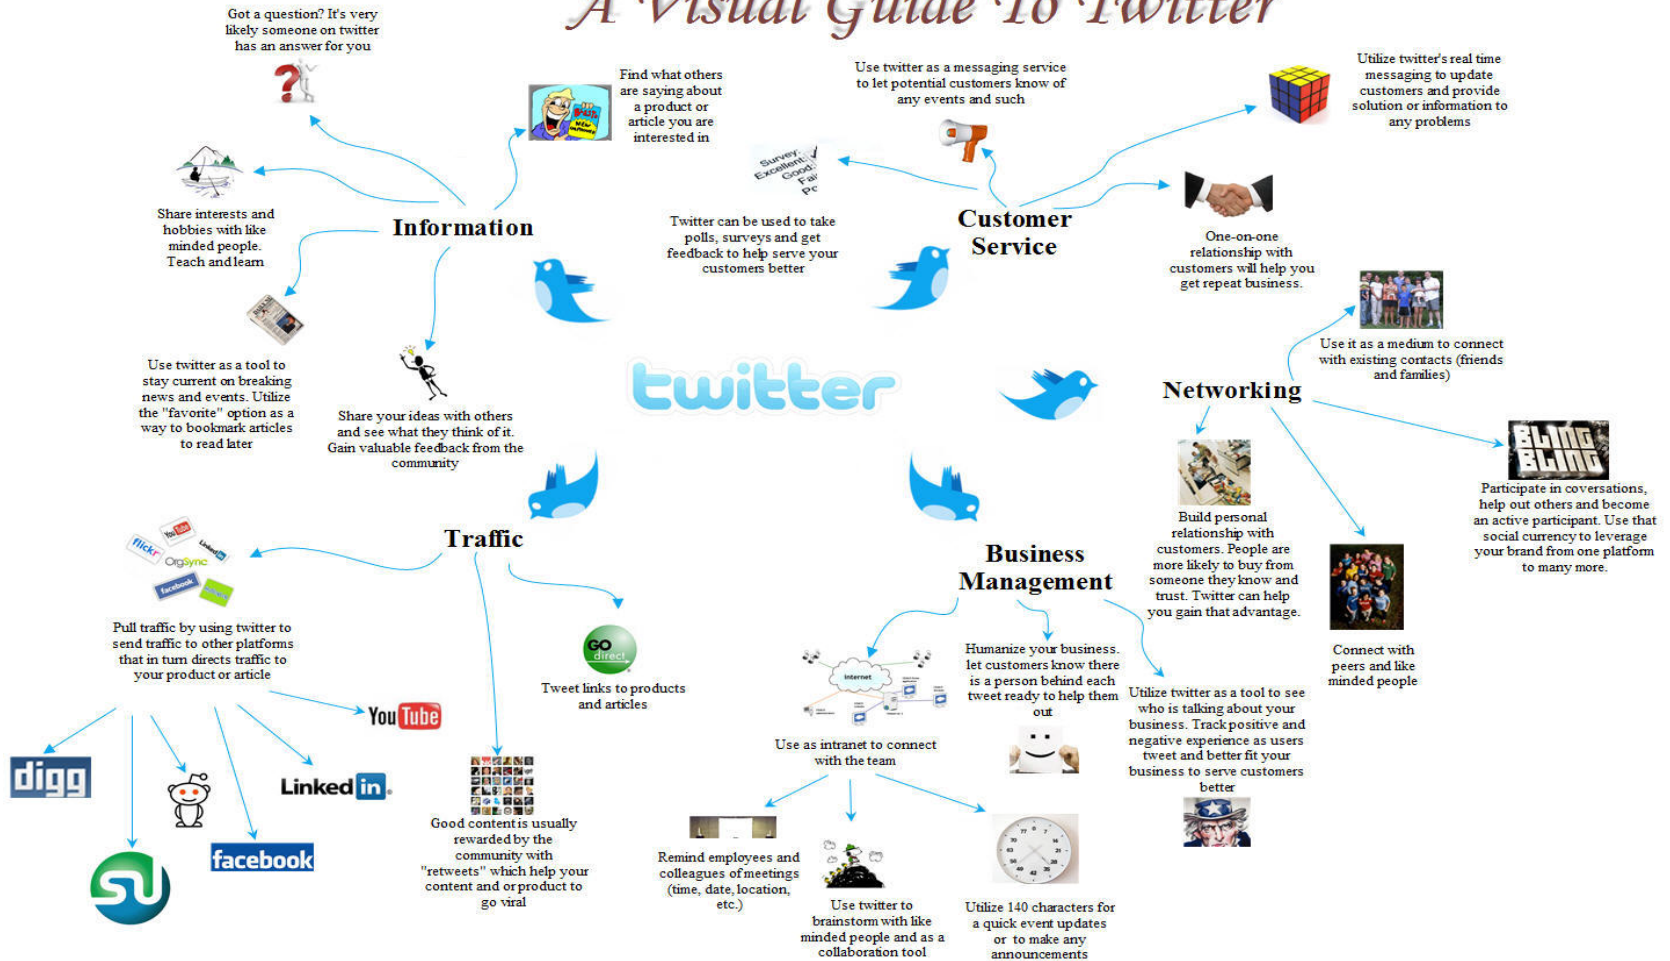 A Visual Guide To Twitter
Got a question? It's very
likely someone on twitter
has an answer for you
Find what others
are saying about
a product or
article you are
interested in
Share interests and
hobbies with like
minded people.
Teach and learn
Information
Use twitter as a tool to
stay current on breaking
news and events. Utilize
the "favorite" option as a
way to bookmark articles
to read later
Share your ideas with others
and see what they think of it.
Gain valuable feedback from the
community
Use twitter as a messaging service
to let potential customers know of
any events and such
Utilize twitter's real time
messaging to update
customers and provide
solution or information to
any problems
Survey:
Excellent
Good:
Fai
Po
Twitter can be used to take
polls, surveys and get
feedback to help serve your
customers better
Customer
Service
One-on-one
relationship with
customers will help you
get repeat business.
twitter
Use it as a medium to connect
with existing contacts (friends
and families)
Networking
BLING
BLING
Participate in coversations,
help out others and become
an active participant. Use that
social currency to leverage
your brand from one platform
to many more.
Build personal
relationship with
customers. People are
more likely to buy from
someone they know and
trust. Twitter can help
you gain that advantage.
Connect with
peers and like
minded people
Traffic
YouTube
flickr
LinkedIn
OrgSync
facebook
Pull traffic by using twitter to
send traffic to other platforms
that in turn directs traffic to
your product or article
GO
direct
Tweet links to products
and articles
YouTube
digg
Linked in
facebook
SU
Good content is usually
rewarded by the
community with
"retweets" which help your
content and or product to
go viral
Business
Management
Internet
Use as intranet to connect
with the team
Humanize your business.
let customers know there
is a person behind each
tweet ready to help them
out
Utilize twitter as a tool to see
who is talking about your
business. Track positive and
negative experience as users
tweet and better fit your
business to serve customers
better
Remind employees and
colleagues of meetings
(time, date, location,
etc.)
Use twitter to
brainstorm with like
minded people and as a
collaboration tool
Utilize 140 characters for
a quick event updates
or to make any
announcements